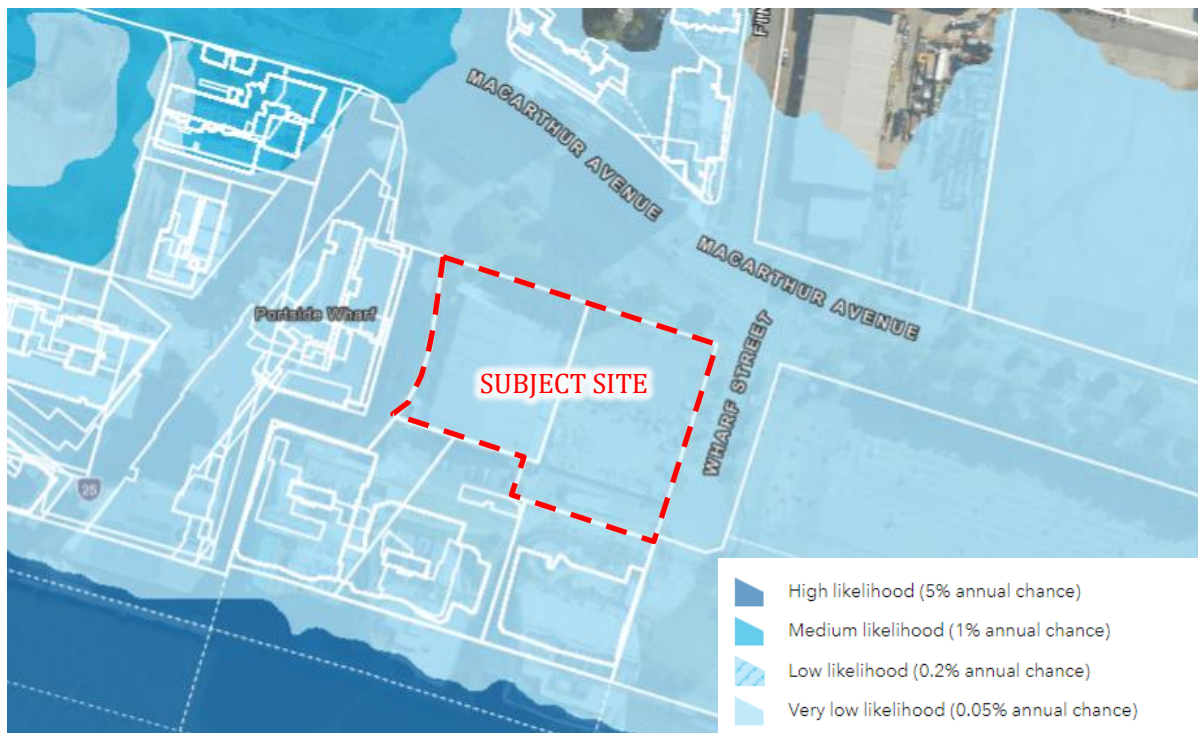 FIN
MACARTHUR AVENUE
MACARTHUR AVENUE
Portside Wharf
SUBJECT SITE
WHARF STREET
25
High likelihood (5% annual chance)
Medium likelihood (1% annual chance)
Low likelihood (0.2% annual chance)
Very low likelihood (0.05% annual chance)